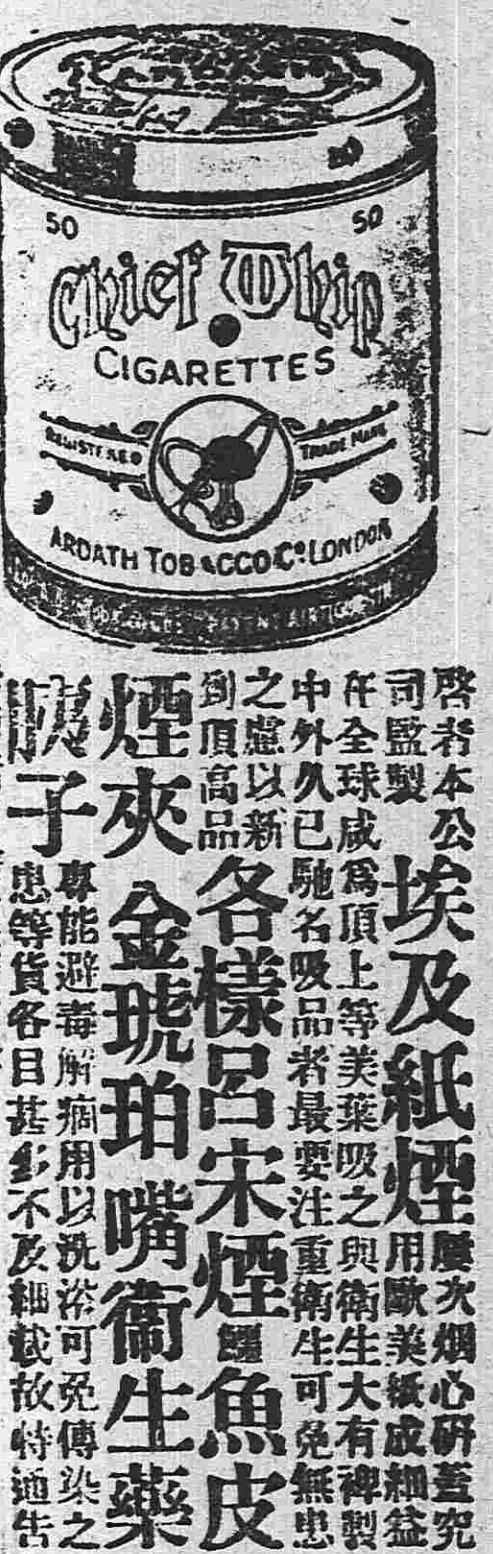 50 50
Chief Whip
CIGARETTES
REGISTERED TRADE MARK
ARDATH TOBACCO Co. LONDON
啓者本公
司監製
埃及紙煙
屢次烟心研蓋究
用歐美紙成細益
在全球咸爲頂上等美葉吸之與衛生大有裨製
中外久已馳名吸品者最要注重衛生可免無患
之慮以新
到頂高品
各樣呂宋煙鱷魚皮
煙夾金琥珀嘴衛生藥
胰子
專能避毒解痼用以洗浴可免傳染之
患等貨各目甚多不及細載故特通告